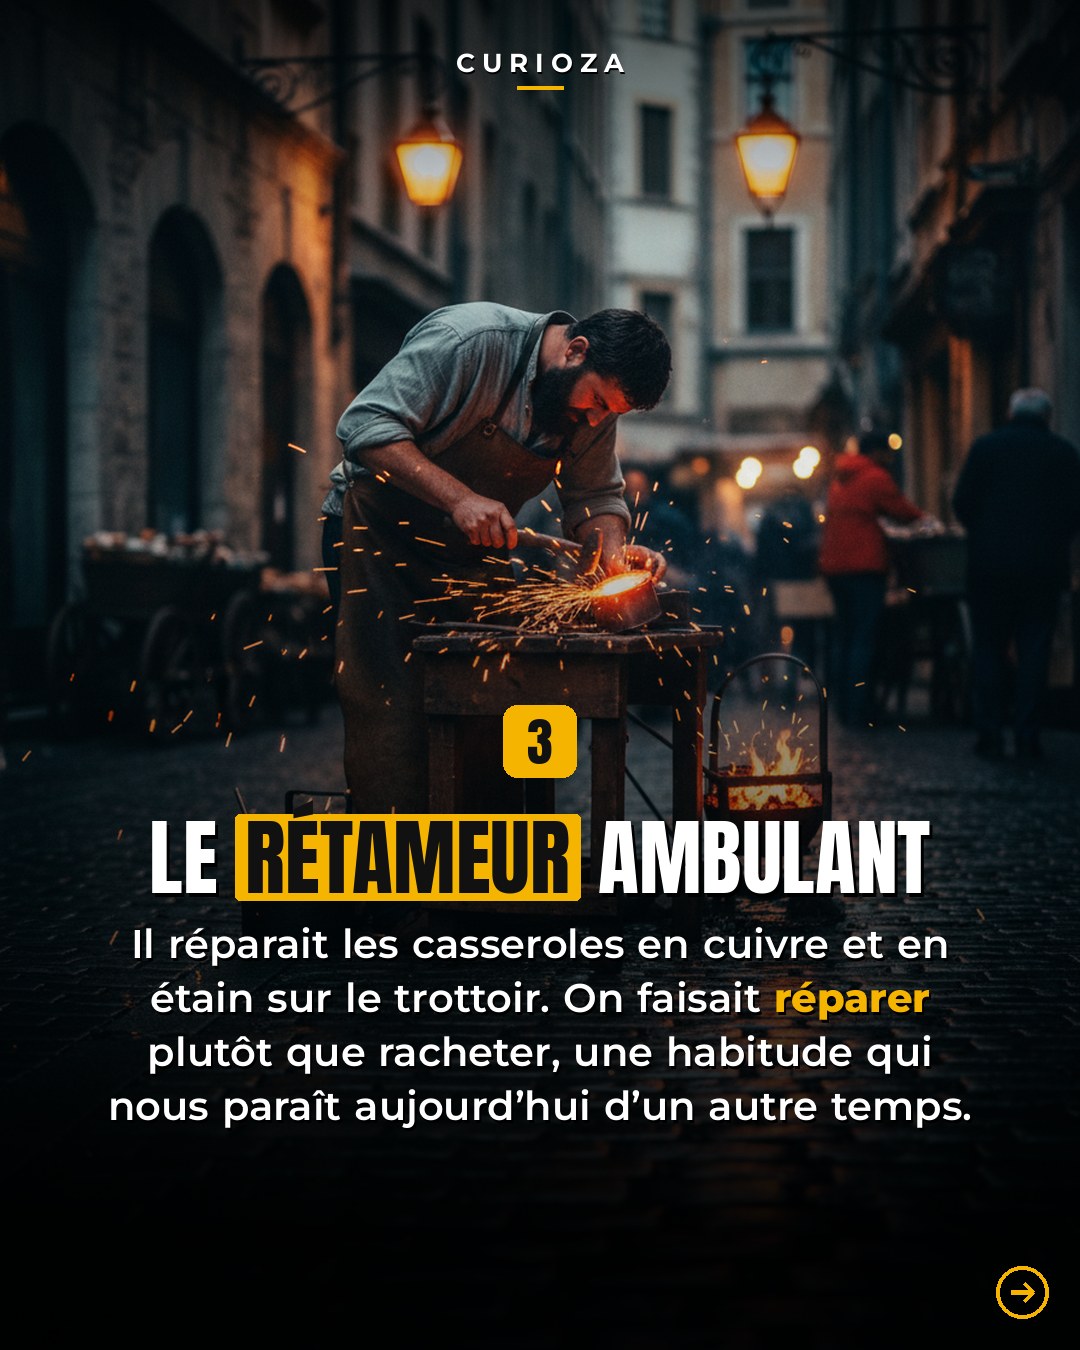 CURIOZA
3
LE RÉTAMEUR AMBULANT
Il réparait les casseroles en cuivre et en
étain sur le trottoir. On faisait réparer
plutôt que racheter, une habitude qui
nous paraît aujourd’hui d’un autre temps.